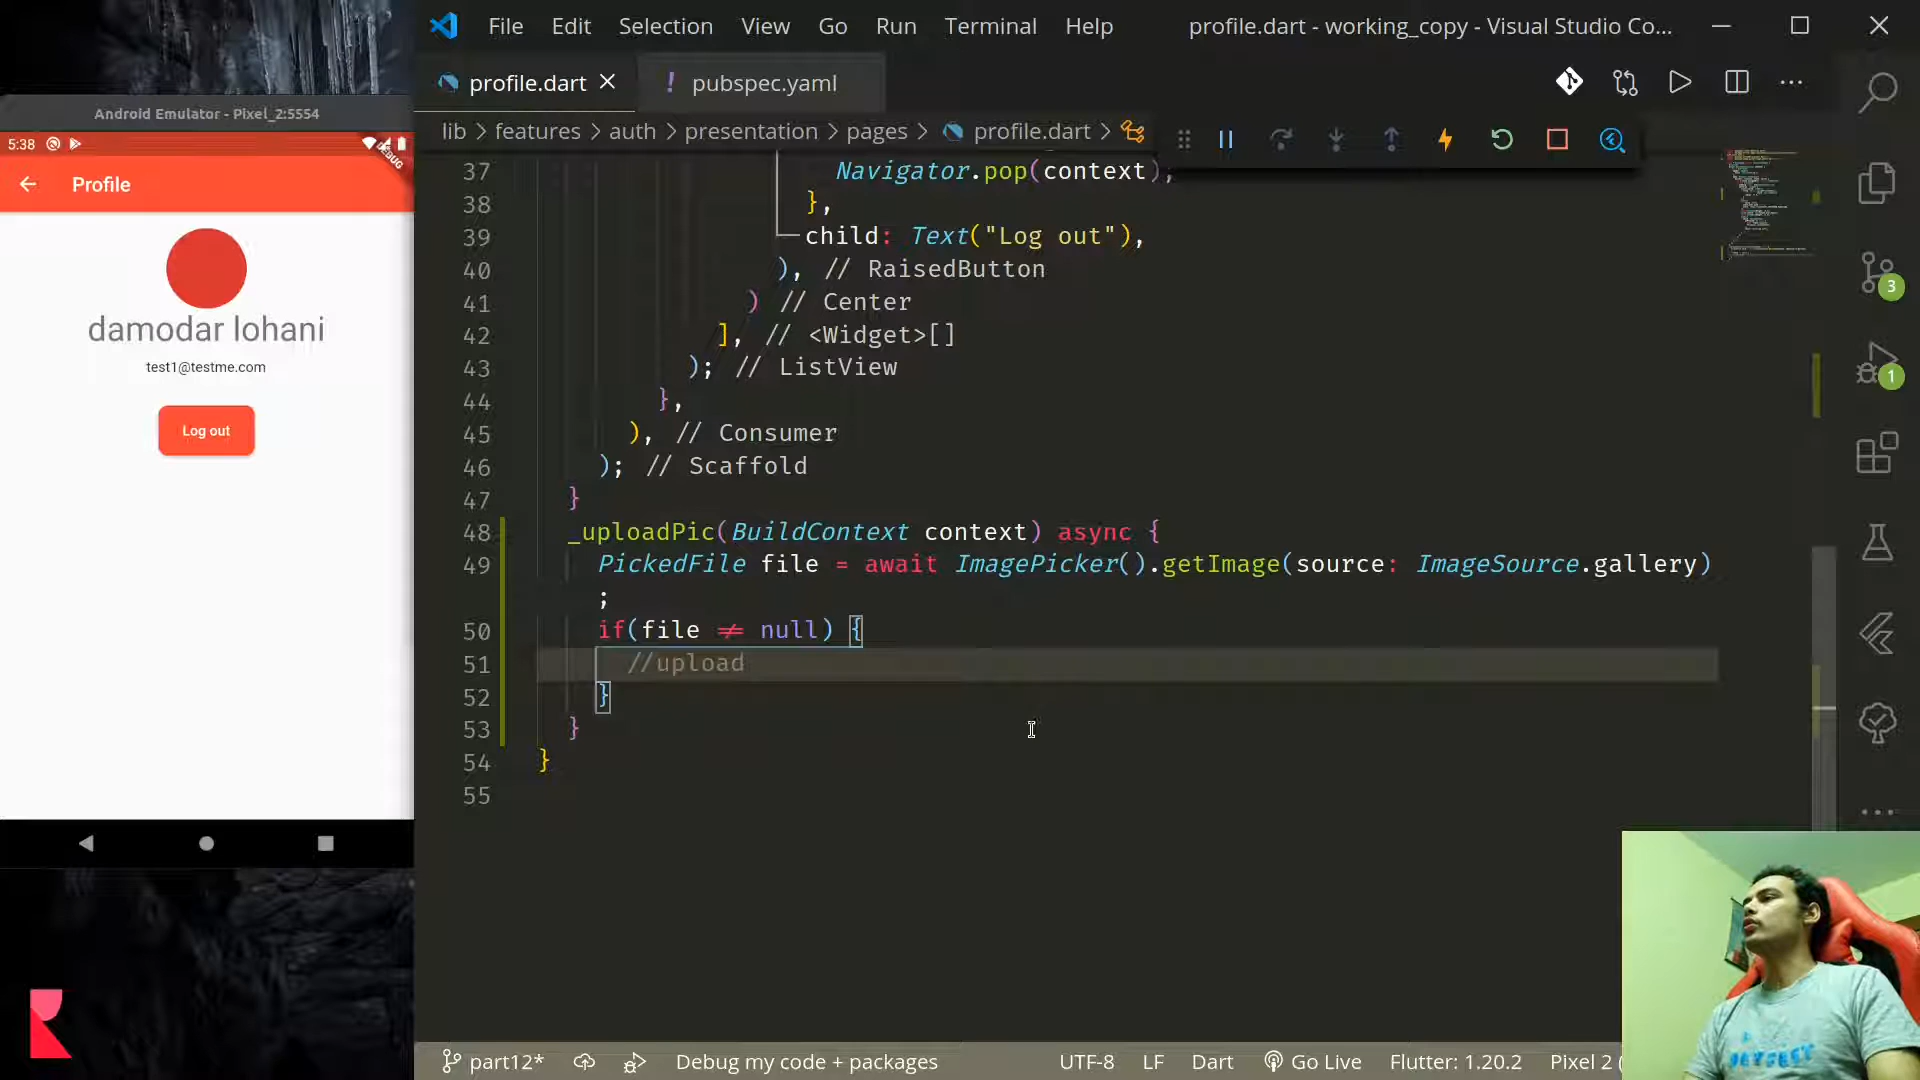 File Edit Selection View Go Run Terminal Help profile.dart - working_copy - Visual Studio Co...
profile.dart
! pubspec.yaml
Android Emulator - Pixel_2:5554
lib > features > auth > presentation > pages > profile.dart >
5:38
DEBUG
Profile
damodar lohani
test1@testme.com
Log out
37 Navigator.pop(context);
38 },
39 child: Text("Log out"),
40 ), // RaisedButton
41 ) // Center
42 ], // <Widget>[]
43 ); // ListView
44 },
45 ), // Consumer
46 ); // Scaffold
47 }
48 _uploadPic(BuildContext context) async {
49 PickedFile file = await ImagePicker().getImage(source: ImageSource.gallery)
;
50 if(file ≠ null) {
51 //upload
52 }
53 }
54 }
55
3
1
part12* Debug my code + packages UTF-8 LF Dart Go Live Flutter: 1.20.2 Pixel 2 (